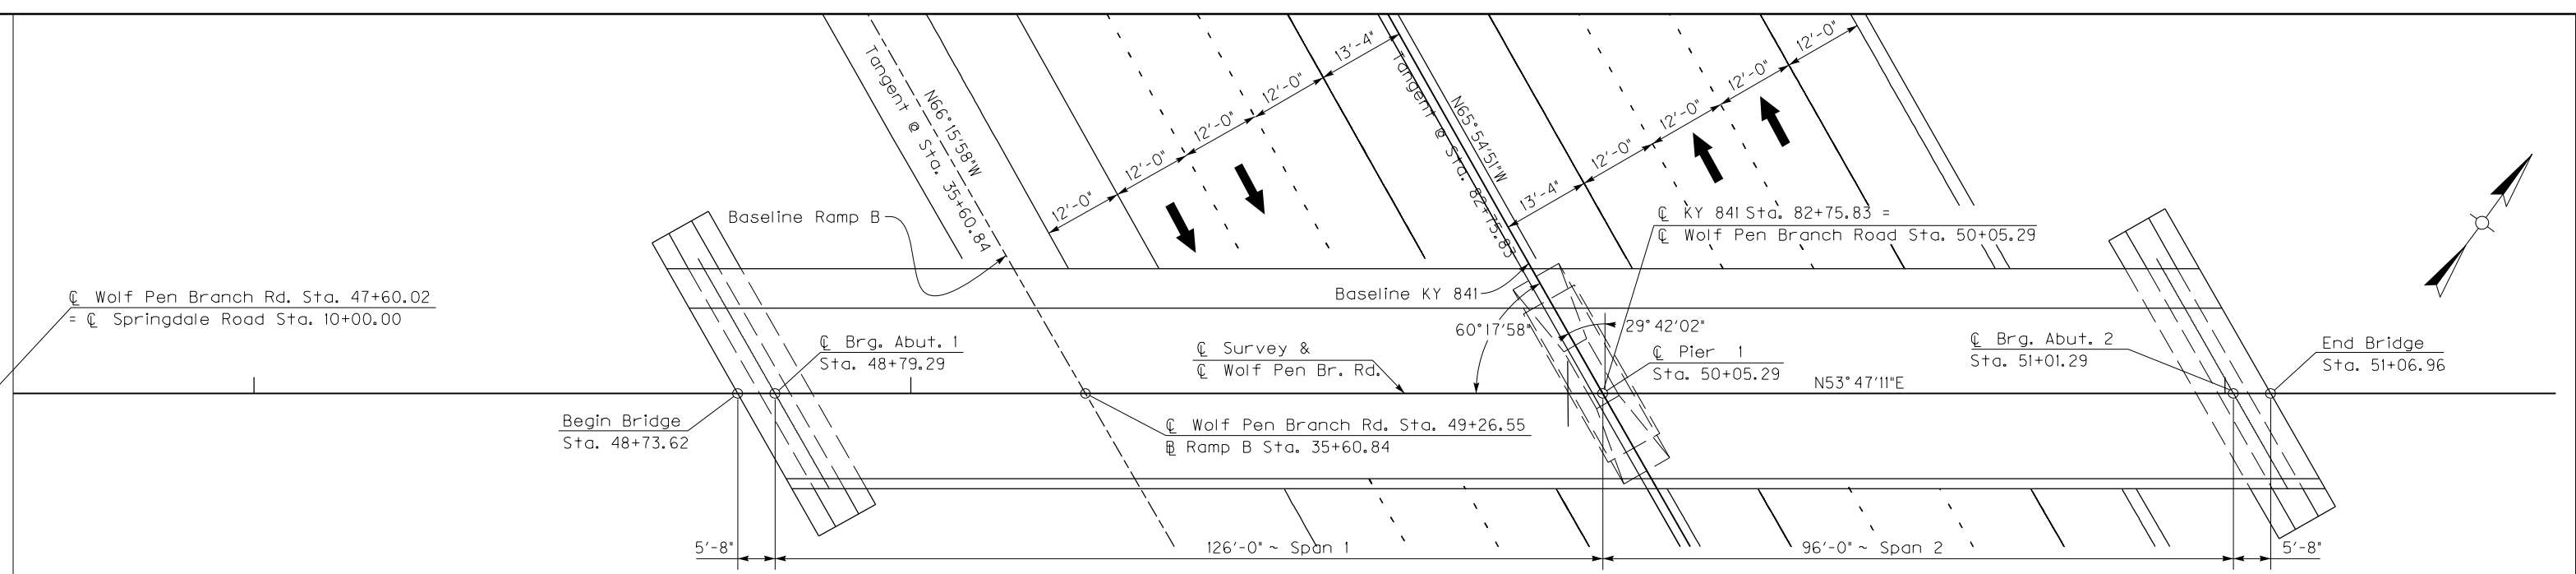 ℄ Wolf Pen Branch Rd. Sta. 47+60.02
= ℄ Springdale Road Sta. 10+00.00
Tangent @ Sta. 35+60.84
N66°15'58"W
Baseline Ramp B
12'-0"
12'-0"
12'-0"
12'-0"
13'-4"
Tangent @ Sta. 82+75.83
N65°54'51"W
13'-4"
12'-0"
12'-0"
12'-0"
12'-0"
℄ KY 841 Sta. 82+75.83 =
℄ Wolf Pen Branch Road Sta. 50+05.29
Baseline KY 841
60°17'58"
29°42'02"
℄ Brg. Abut. 1
Sta. 48+79.29
℄ Survey &
℄ Wolf Pen Br. Rd.
℄ Pier 1
Sta. 50+05.29
N53°47'11"E
℄ Brg. Abut. 2
Sta. 51+01.29
End Bridge
Sta. 51+06.96
Begin Bridge
Sta. 48+73.62
℄ Wolf Pen Branch Rd. Sta. 49+26.55
B Ramp B Sta. 35+60.84
5'-8"
126'-0" ~ Span 1
96'-0" ~ Span 2
5'-8"